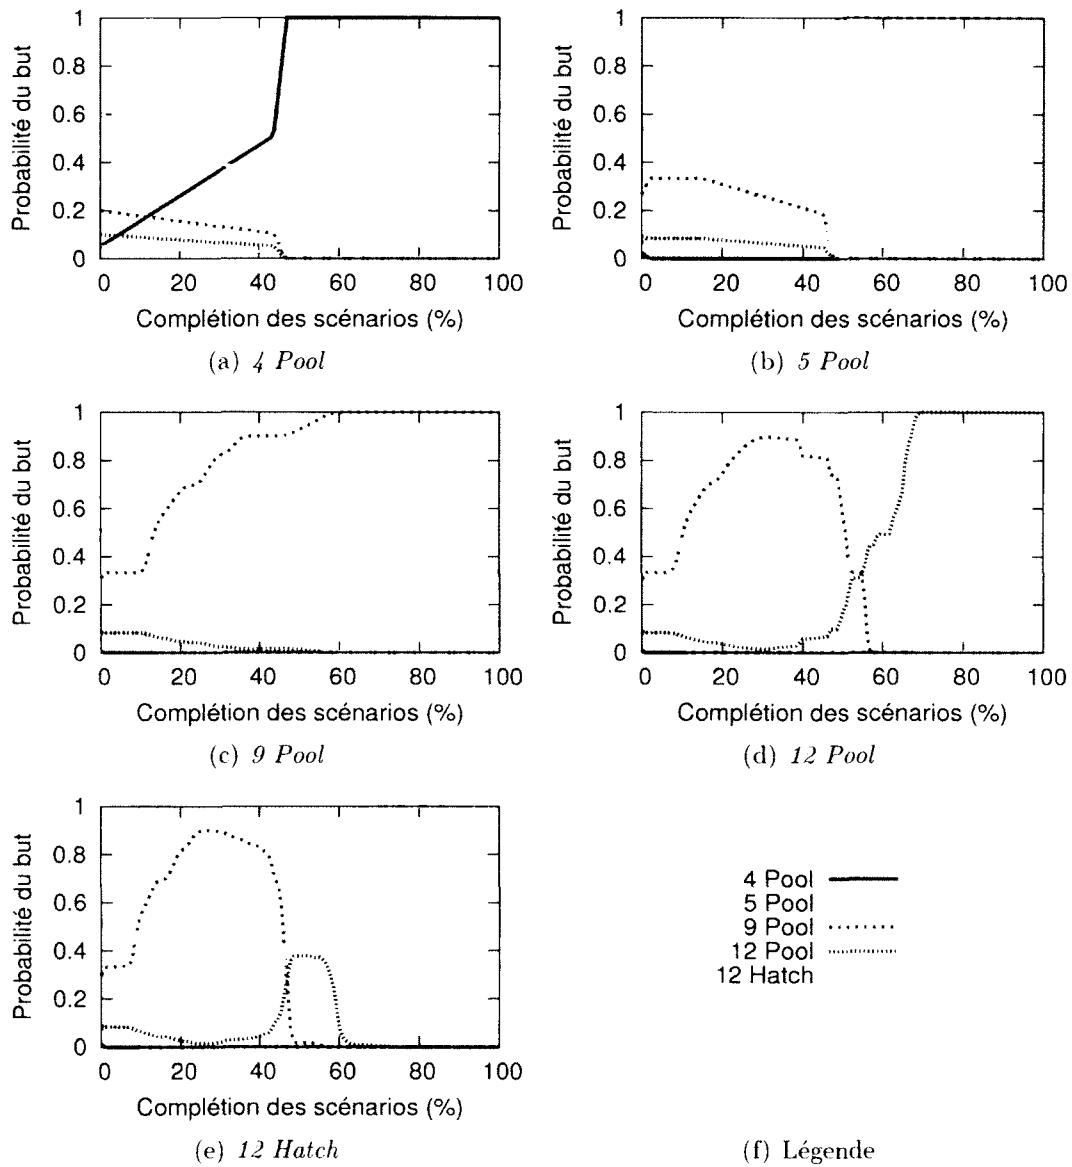 1 0.8 0.6 0.4 0.2 0
Probabilité du but
0 20 40 60 80 100
Complétion des scénarios (%)
(a) 4 Pool
1 0.8 0.6 0.4 0.2 0
Probabilité du but
0 20 40 60 80 100
Complétion des scénarios (%)
(b) 5 Pool
1 0.8 0.6 0.4 0.2 0
Probabilité du but
0 20 40 60 80 100
Complétion des scénarios (%)
(c) 9 Pool
1 0.8 0.6 0.4 0.2 0
Probabilité du but
0 20 40 60 80 100
Complétion des scénarios (%)
(d) 12 Pool
1 0.8 0.6 0.4 0.2 0
Probabilité du but
0 20 40 60 80 100
Complétion des scénarios (%)
(e) 12 Hatch
4 Pool
5 Pool
9 Pool
12 Pool
12 Hatch
(f) Légende